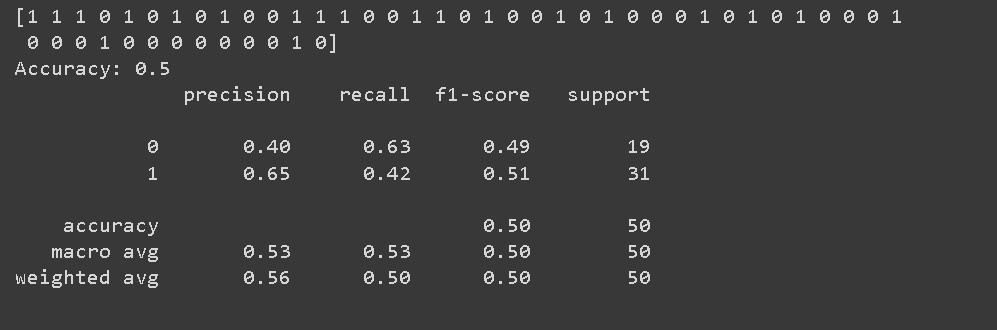 [1 1 1 0 1 0 1 0 1 0 0 1 1 1 0 0 1 1 0 1 0 0 1 0 1 0 0 0 1 0 1 0 1 0 0 0 1
0 0 0 1 0 0 0 0 0 0 0 1 0]
Accuracy: 0.5
precision recall f1-score support
0 0.40 0.63 0.49 19
1 0.65 0.42 0.51 31
accuracy 0.50 50
macro avg 0.53 0.53 0.50 50
weighted avg 0.56 0.50 0.50 50